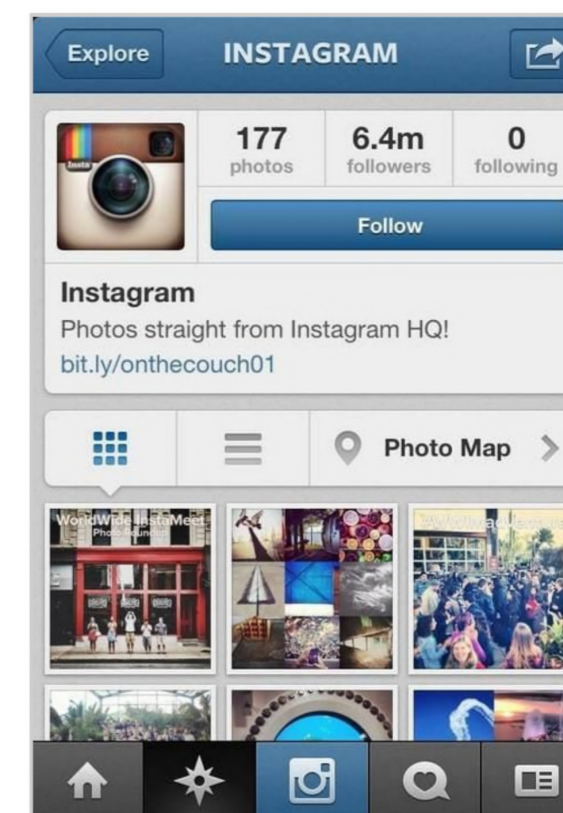 Explore
INSTAGRAM
Insta
177
photos
6.4m
followers
0
following
Follow
Instagram
Photos straight from Instagram HQ!
bit.ly/onthecouch01
Photo Map
WorldWide InstaMeet